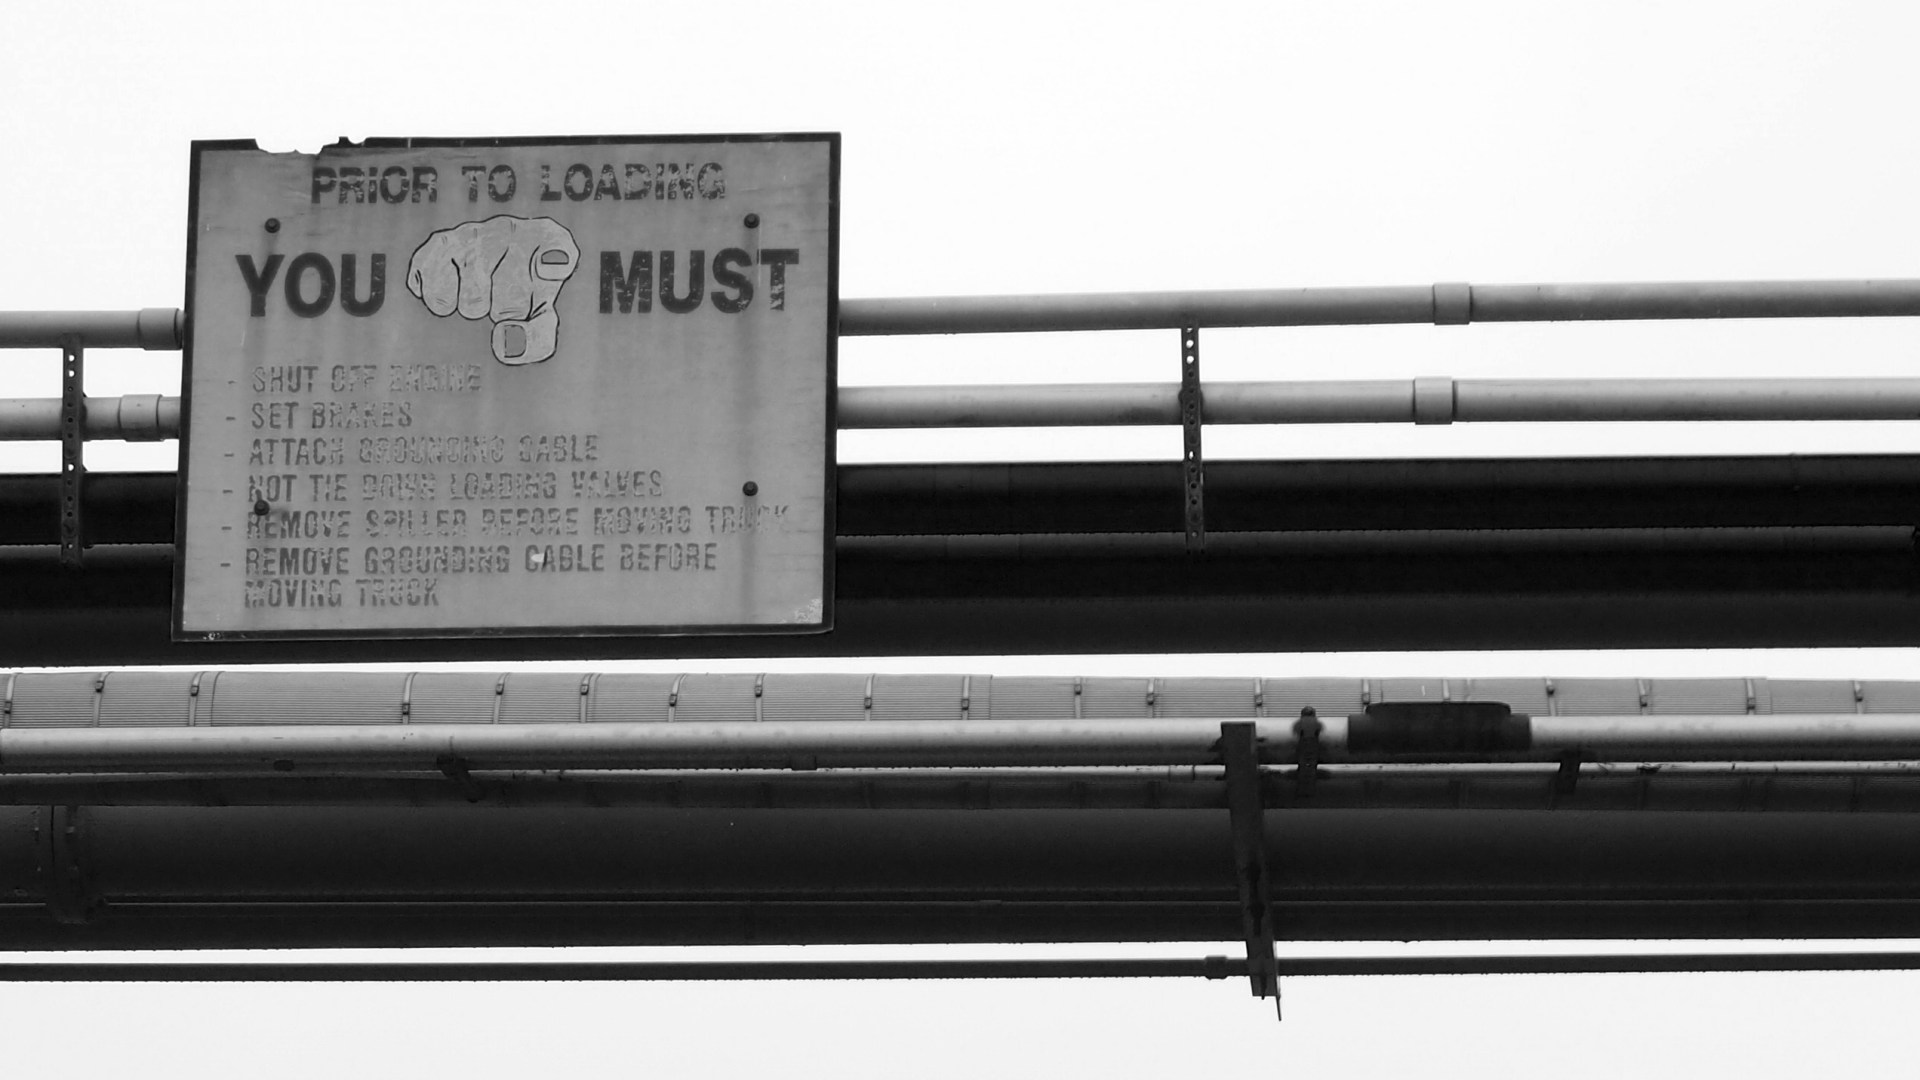 PRIOR TO LOADING
YOU MUST
- SHUT OFF ENGINE
- SET BRAKES
- ATTACH GROUNDING CABLE
- NOT TIE DOWN LOADING VALVES
- REMOVE SPILLER BEFORE MOVING TRUCK
- REMOVE GROUNDING CABLE BEFORE
MOVING TRUCK